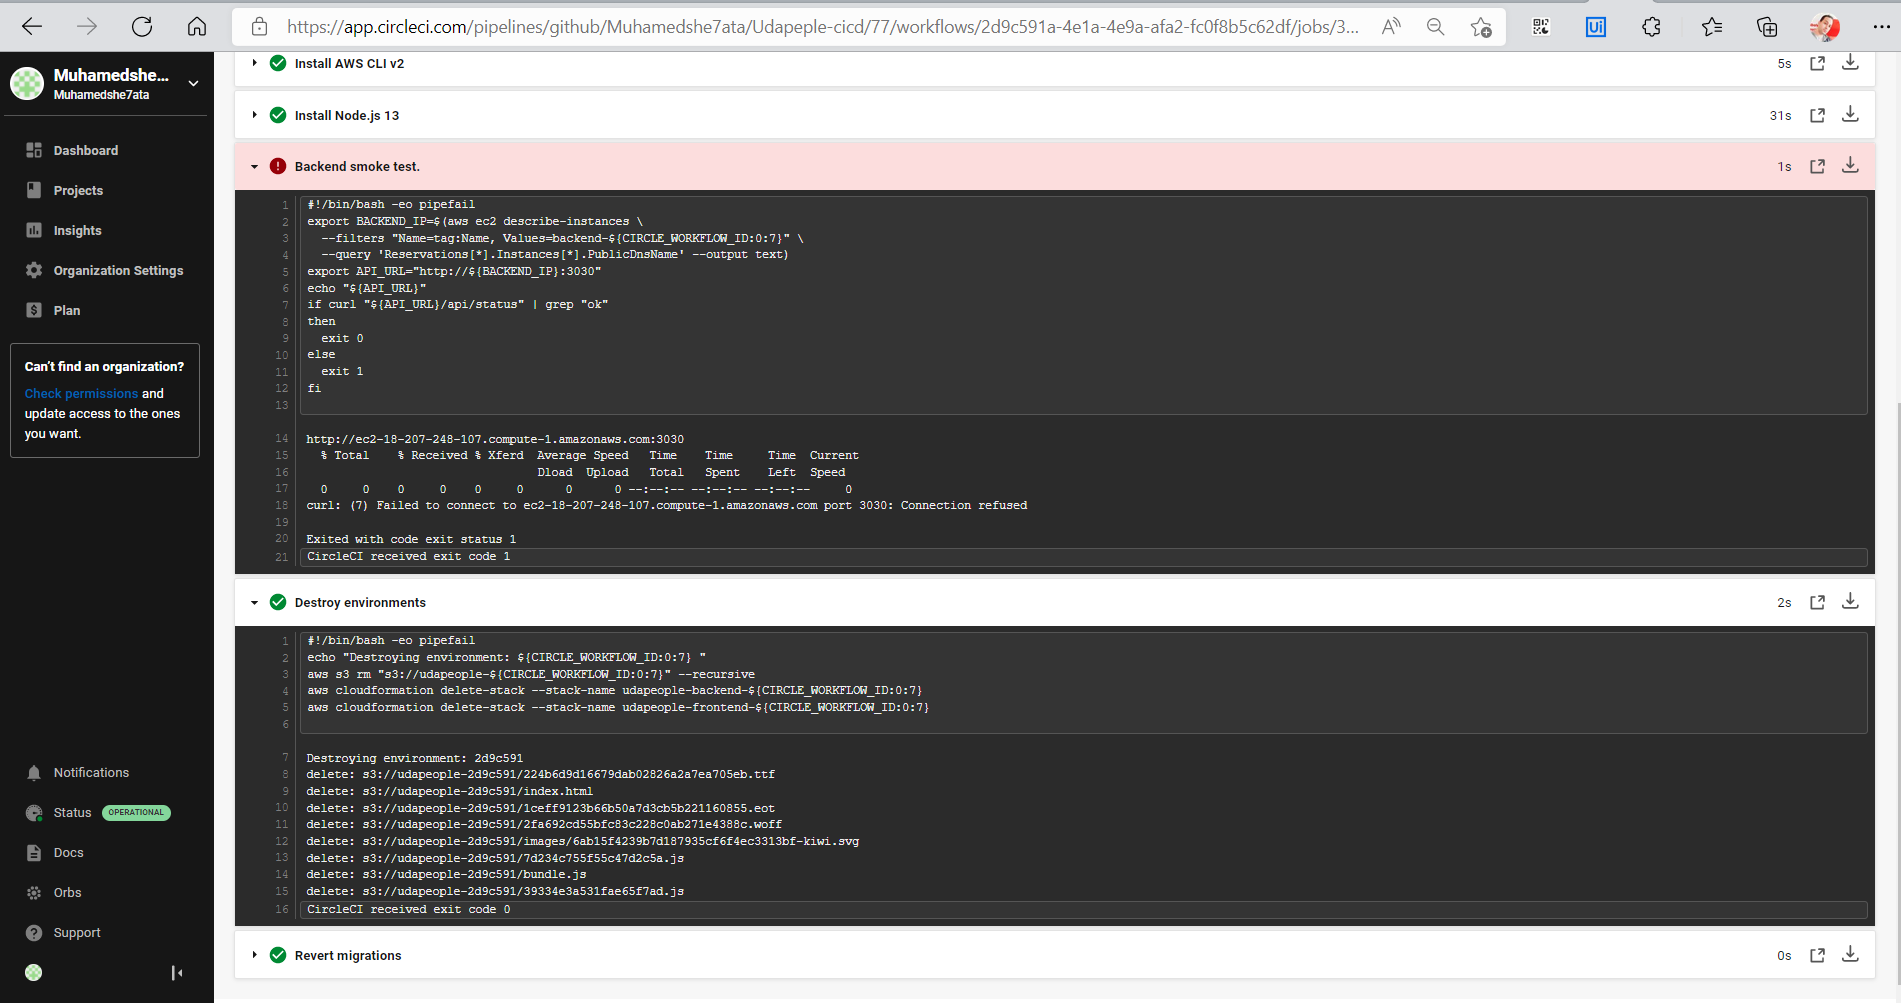 https://app.circleci.com/pipelines/github/Muhamedshe7ata/Udapeple-cicd/77/workflows/2d9c591a-4e1a-4e9a-afa2-fc0f8b5c62df/jobs/3...
Muhamedshe...
Muhamedshe7ata
Dashboard
Projects
Insights
Organization Settings
Plan
Can't find an organization?
Check permissions and
update access to the ones
you want.
Notifications
Status OPERATIONAL
Docs
Orbs
Support
Install AWS CLI v2 5s
Install Node.js 13 31s
Backend smoke test. 1s
1 #!/bin/bash -eo pipefail
2 export BACKEND_IP=$(aws ec2 describe-instances \
3 --filters "Name=tag:Name, Values=backend-${CIRCLE_WORKFLOW_ID:0:7}" \
4 --query 'Reservations[*].Instances[*].PublicDnsName' --output text)
5 export API_URL="http://${BACKEND_IP}:3030"
6 echo "${API_URL}"
7 if curl "${API_URL}/api/status" | grep "ok"
8 then
9 exit 0
10 else
11 exit 1
12 fi
13
14 http://ec2-18-207-248-107.compute-1.amazonaws.com:3030
15 % Total % Received % Xferd Average Speed Time Time Time Current
16 Dload Upload Total Spent Left Speed
17 0 0 0 0 0 0 0 0 --:--:-- --:--:-- --:--:-- 0
18 curl: (7) Failed to connect to ec2-18-207-248-107.compute-1.amazonaws.com port 3030: Connection refused
19
20 Exited with code exit status 1
21 CircleCI received exit code 1
Destroy environments 2s
1 #!/bin/bash -eo pipefail
2 echo "Destroying environment: ${CIRCLE_WORKFLOW_ID:0:7} "
3 aws s3 rm "s3://udapeople-${CIRCLE_WORKFLOW_ID:0:7}" --recursive
4 aws cloudformation delete-stack --stack-name udapeople-backend-${CIRCLE_WORKFLOW_ID:0:7}
5 aws cloudformation delete-stack --stack-name udapeople-frontend-${CIRCLE_WORKFLOW_ID:0:7}
6
7 Destroying environment: 2d9c591
8 delete: s3://udapeople-2d9c591/224b6d9d16679dab02826a2a7ea705eb.ttf
9 delete: s3://udapeople-2d9c591/index.html
10 delete: s3://udapeople-2d9c591/1ceff9123b66b50a7d3cb5b221160855.eot
11 delete: s3://udapeople-2d9c591/2fa692cd55bfc83c228c0ab271e4388c.woff
12 delete: s3://udapeople-2d9c591/images/6ab15f4239b7d187935cf6f4ec3313bf-kiwi.svg
13 delete: s3://udapeople-2d9c591/7d234c755f55c47d2c5a.js
14 delete: s3://udapeople-2d9c591/bundle.js
15 delete: s3://udapeople-2d9c591/39334e3a531fae65f7ad.js
16 CircleCI received exit code 0
Revert migrations 0s